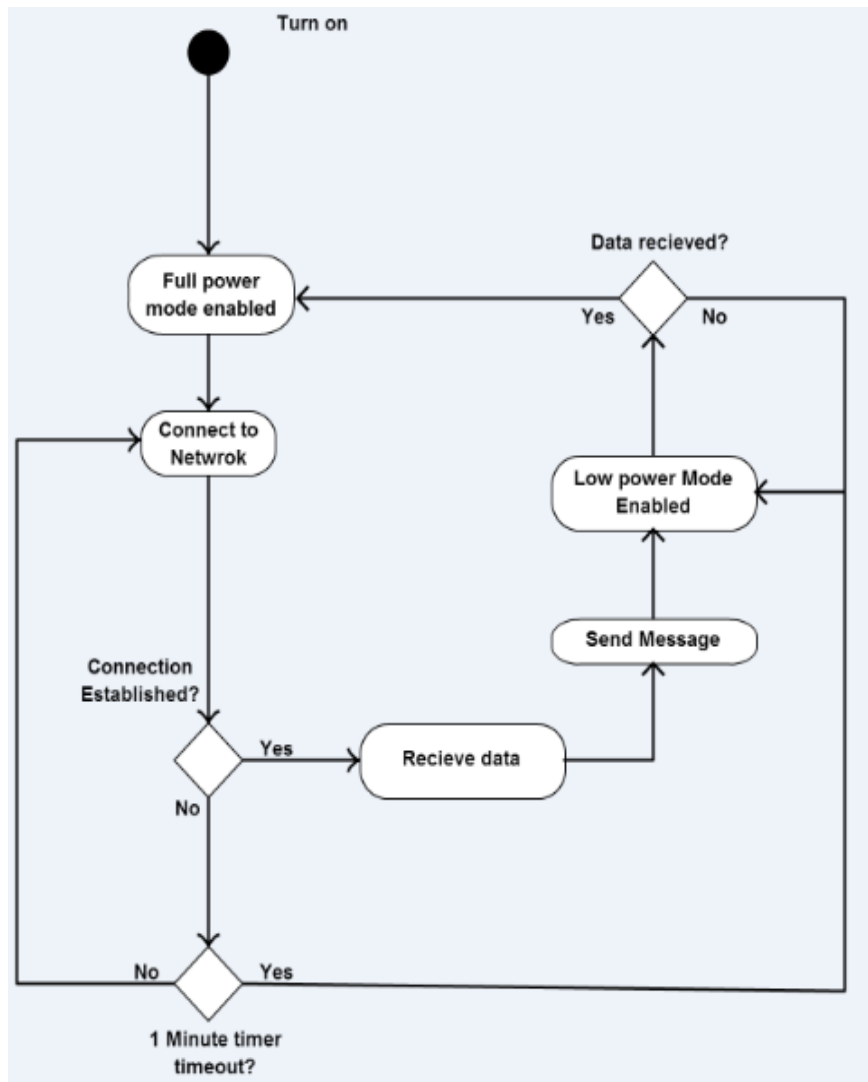 Turn on
Full power
mode enabled
Data recieved?
Yes
No
Connect to
Netwrok
Low power Mode
Enabled
Send Message
Connection
Established?
Yes
Recieve data
No
No
Yes
1 Minute timer
timeout?